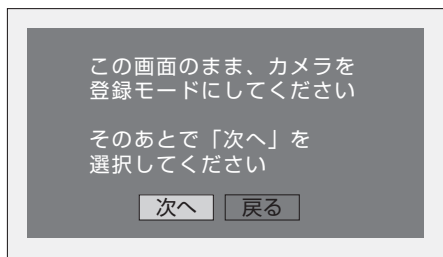 この画面のまま、カメラを
登録モードにしてください
そのあとで「次へ」を
選択してください
次へ 戻る